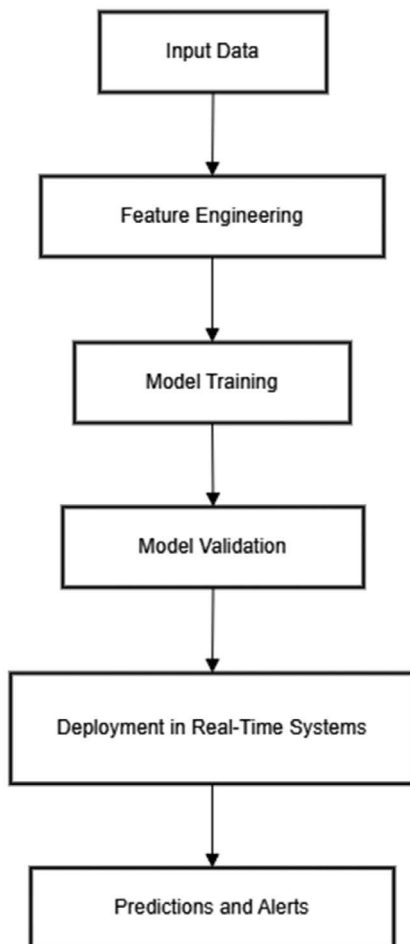 Input Data
Feature Engineering
Model Training
Model Validation
Deployment in Real-Time Systems
Predictions and Alerts